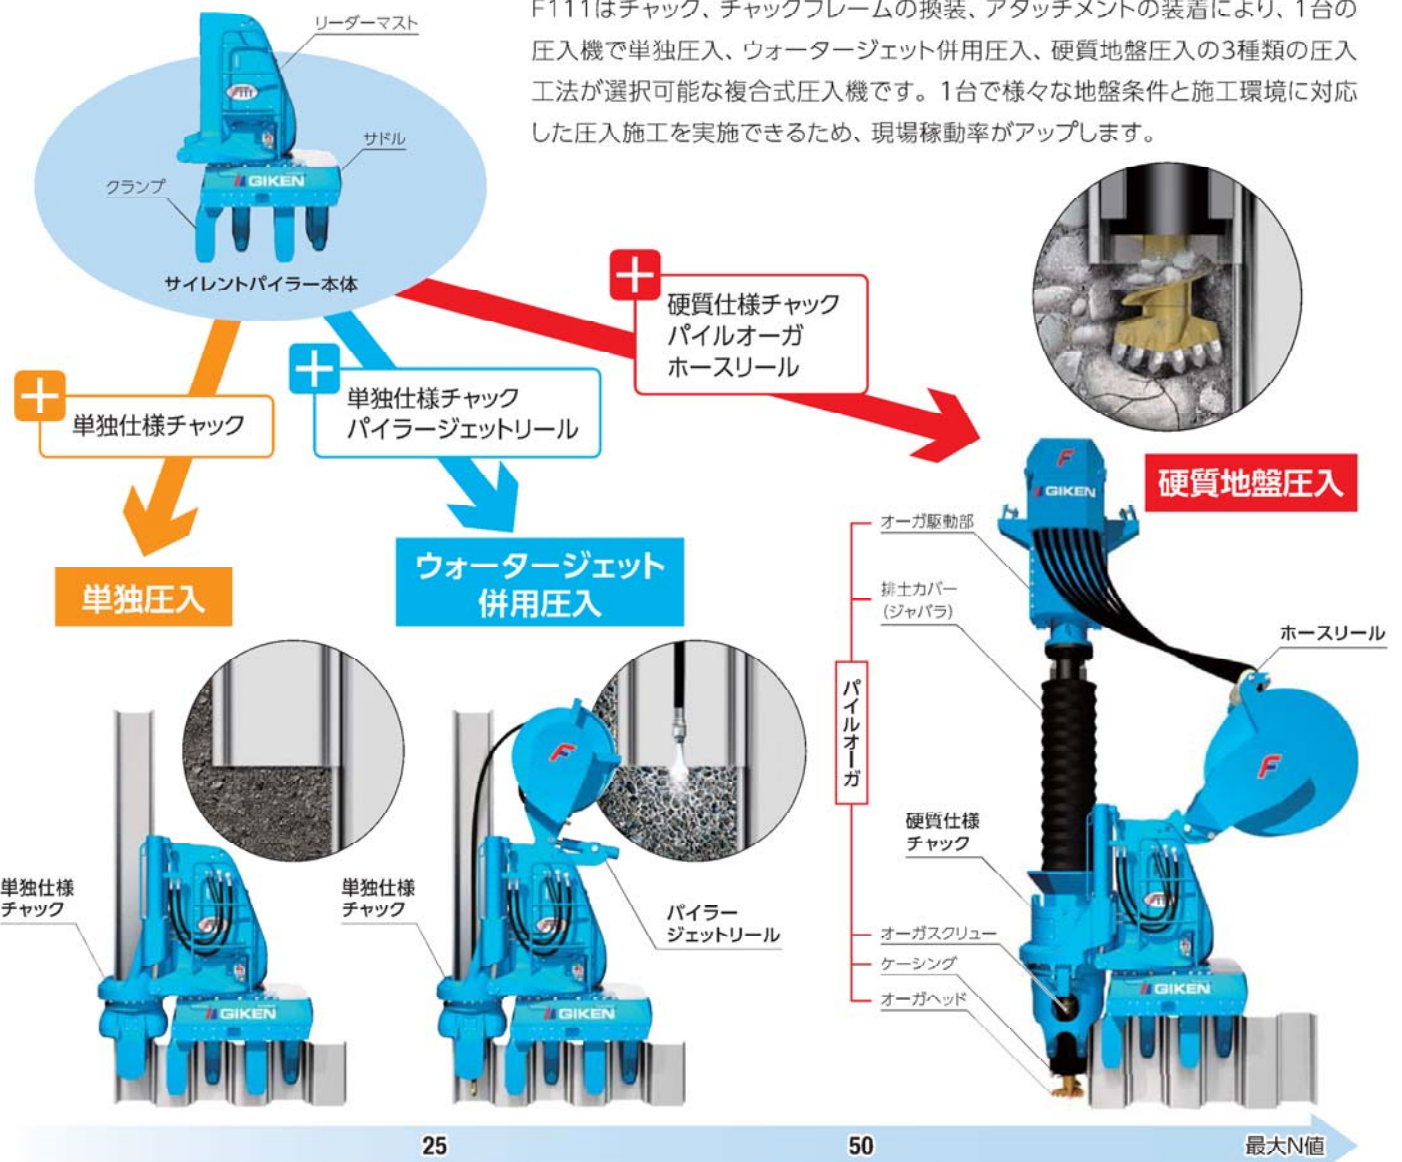 F111はチャック、チャックフレームの換装、アタッチメントの装着により、1台の
圧入機で単独圧入、ウォータージェット併用圧入、硬質地盤圧入の3種類の圧入
工法が選択可能な複合式圧入機です。1台で様々な地盤条件と施工環境に対応
した圧入施工を実施できるため、現場稼動率がアップします。
リーダーマスト
サドル
クランプ
GIKEN
サイレントパイラー本体
+
単独仕様チャック
+
単独仕様チャック
パイラージェットリール
+
硬質仕様チャック
パイルオーガ
ホースリール
単独圧入
単独仕様
チャック
GIKEN
ウォータージェット
併用圧入
F
単独仕様
チャック
パイラー
ジェットリール
GIKEN
硬質地盤圧入
F
GIKEN
オーガ駆動部
排土カバー
(ジャバラ)
ホースリール
パイルオーガ
F
硬質仕様
チャック
オーガスクリュー
ケーシング
オーガヘッド
GIKEN
25
50
最大N値